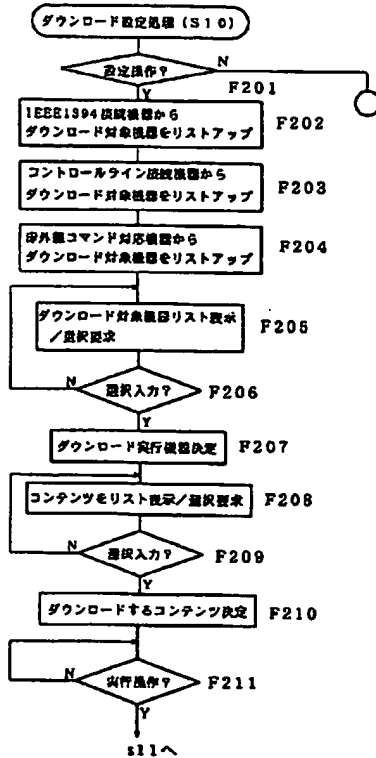 ダウンロード設定処理(S10)
設定操作?
N
Y
F201
IEEE1394接続機器から
ダウンロード対象機器をリストアップ
F202
コントロールライン接続機器から
ダウンロード対象機器をリストアップ
F203
赤外線コマンド対応機器から
ダウンロード対象機器をリストアップ
F204
ダウンロード対象機器リスト表示
/選択要求
F205
N
選択入力?
F206
Y
ダウンロード実行機器決定
F207
コンテンツをリスト表示/選択要求
F208
N
選択入力?
F209
Y
ダウンロードするコンテンツ決定
F210
N
実行操作?
F211
Y
s11へ